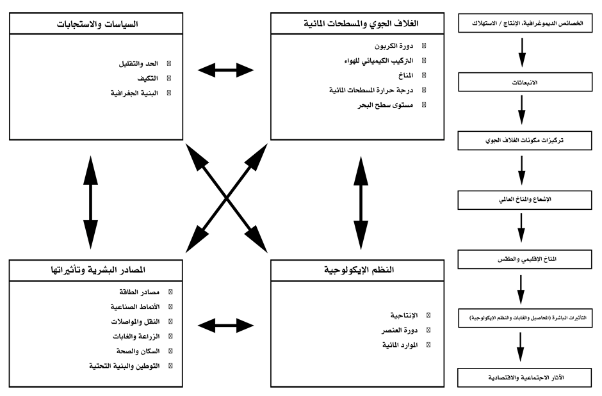 الغلاف الجوي والمسطحات المائية
دورة الكربون
التركيب الكيميائي للهواء
المناخ
درجة حرارة المسطحات المائية
مستوى سطح البحر
السياسات والاستجابات
الحد والتقليل
التكيف
البنية الجغرافية
النظم الإيكولوجية
الإنتاجية
دورة العنصر
الموارد المائية
المصادر البشرية وتأثيراتها
مصادر الطاقة
الأنماط الصناعية
النقل والمواصلات
الزراعة والغابات
السكان والصحة
التوطين والبنية التحتية
الخصائص الديموغرافية، الإنتاج / الاستهلاك
الانبعاثات
تركيزات مكونات الغلاف الجوي
الإشعاع والمناخ العالمي
المناخ الاقليمي والطقس
التأثيرات المباشرة (المحاصيل والغابات والنظم الإيكولوجية)
الآثار الاجتماعية والاقتصادية